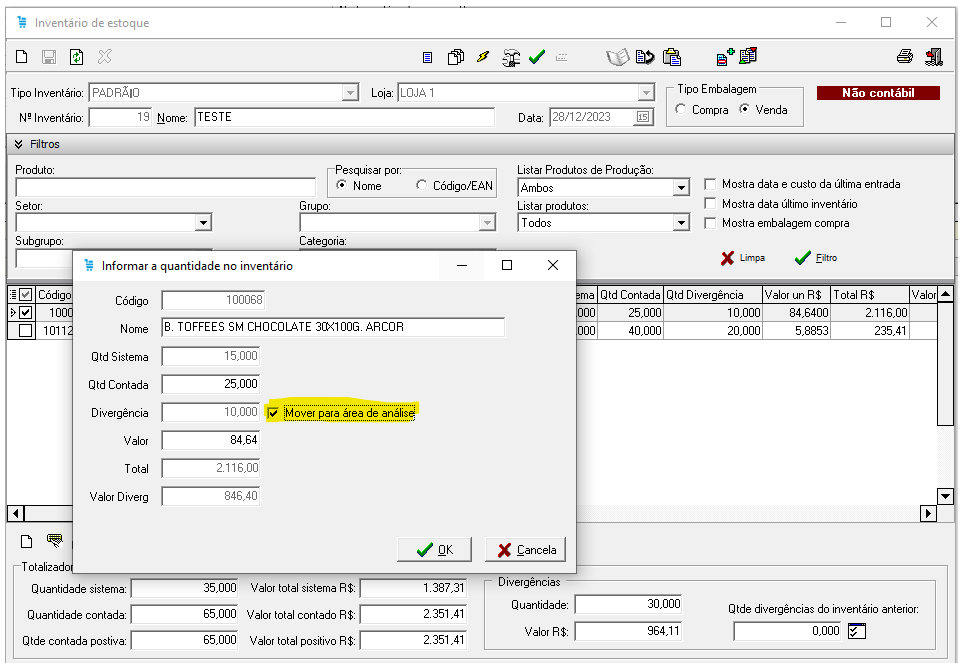 Inventário de estoque
Tipo Inventário: PADRÃO Loja: LOJA 1 Tipo Embalagem Não contábil
Nº Inventário: 19 Nome: TESTE Data: 28/12/2023 15 Compra Venda
Filtros
Produto: Pesquisar por: Listar Produtos de Produção:
Nome Código/EAN Ambos Mostra data e custo da última entrada
Setor: Grupo: Listar produtos: Mostra data último inventário
Todos Mostra embalagem compra
Subgrupo: Categoria:
Limpa Filtro
Informar a quantidade no inventário
Código 100068
Nome B. TOFFEES SM CHOCOLATE 30X100G. ARCOR
Qtd Sistema 15,000
Qtd Contada 25,000
Divergência 10,000 Mover para área de análise
Valor 84,64
Total 2.116,00
Valor Diverg 846,40
OK Cancela
Código ema Qtd Contada Qtd Divergência Valor un R$ Total R$ Valor
1000 000 25,000 10,000 84,6400 2.116,00
10112 000 40,000 20,000 5,8853 235,41
Totalizador
Quantidade sistema: 35,000 Valor total sistema R$: 1.387,31
Quantidade contada: 65,000 Valor total contado R$: 2.351,41
Qtde contada postiva: 65,000 Valor total positivo R$: 2.351,41
Divergências
Quantidade: 30,000
Valor R$: 964,11
Qtde divergências do inventário anterior:
0,000